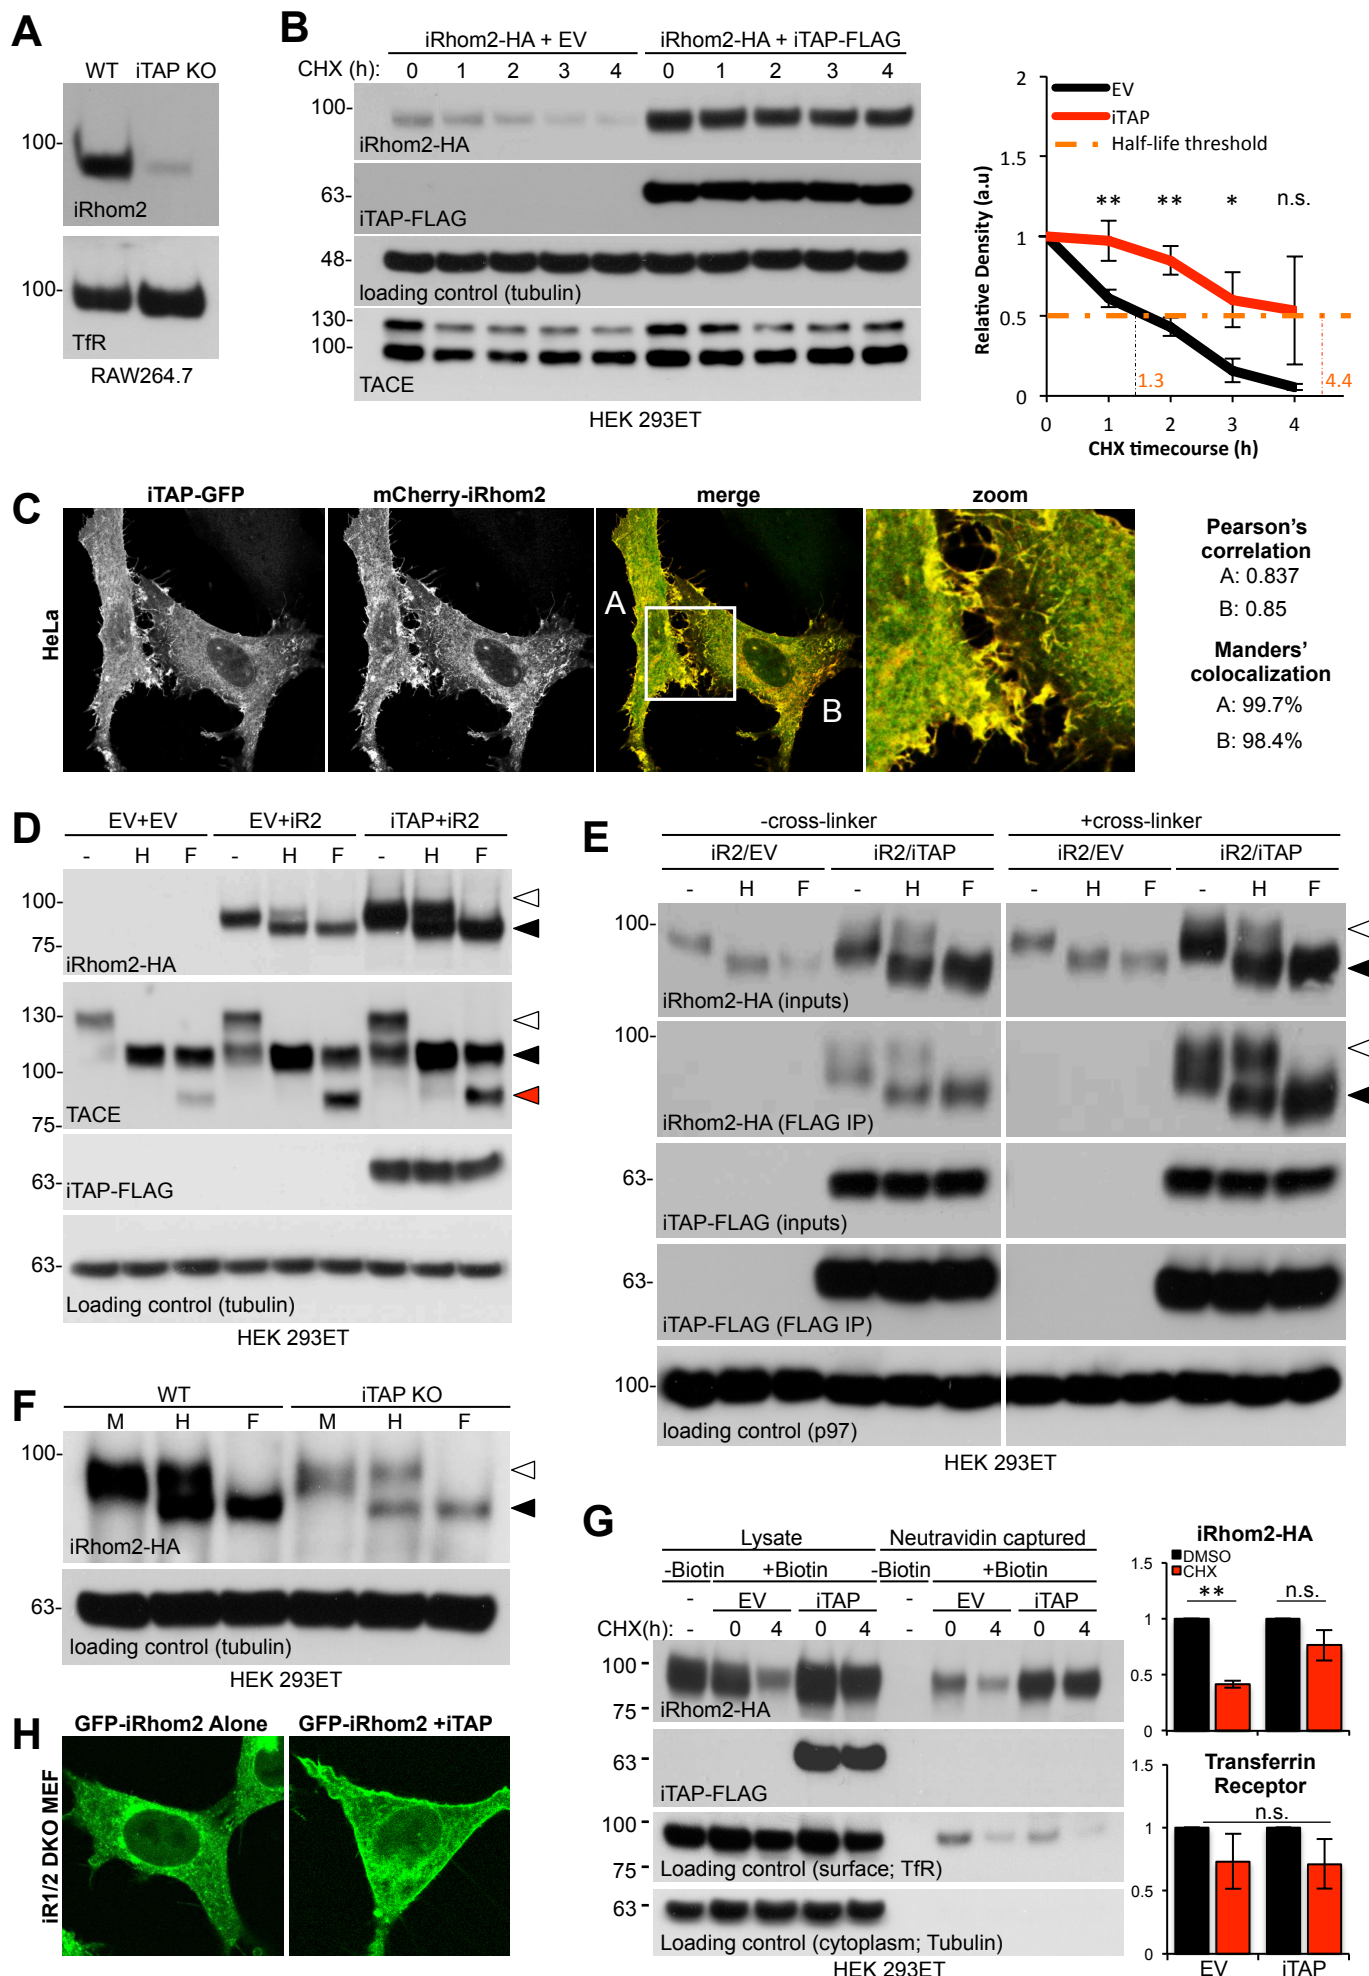 A
WT iTAP KO
100-
iRhom2
100-
TfR
RAW264.7
B
iRhom2-HA + EV iRhom2-HA + iTAP-FLAG
CHX (h): 0 1 2 3 4 0 1 2 3 4
100-
iRhom2-HA
63-
iTAP-FLAG
48-
loading control (tubulin)
130-
100-
TACE
HEK 293ET
2
EV
iTAP
Half-life threshold
1.5
** ** * n.s.
1
0.5
1.3 4.4
0
0 1 2 3 4
Relative Density (a.u)
CHX timecourse (h)
C
iTAP-GFP mCherry-iRhom2 merge zoom
HeLa
A
B
Pearson's
correlation
A: 0.837
B: 0.85
Manders'
colocalization
A: 99.7%
B: 98.4%
D
EV+EV EV+iR2 iTAP+iR2
- H F - H F - H F
100-
75-
iRhom2-HA
130-
100-
75-
TACE
63-
iTAP-FLAG
63-
Loading control (tubulin)
HEK 293ET
E
-cross-linker +cross-linker
iR2/EV iR2/iTAP iR2/EV iR2/iTAP
- H F - H F - H F - H F
100-
iRhom2-HA (inputs)
100-
iRhom2-HA (FLAG IP)
63-
iTAP-FLAG (inputs)
63-
iTAP-FLAG (FLAG IP)
100-
loading control (p97)
HEK 293ET
F
WT iTAP KO
M H F M H F
100-
iRhom2-HA
63-
loading control (tubulin)
HEK 293ET
G
Lysate Neutravidin captured
-Biotin +Biotin -Biotin +Biotin
- EV iTAP - EV iTAP
CHX(h): - 0 4 0 4 - 0 4 0 4
100-
75-
iRhom2-HA
63-
iTAP-FLAG
100-
75-
Loading control (surface; TfR)
63-
Loading control (cytoplasm; Tubulin)
HEK 293ET
iRhom2-HA
1.5
DMSO
CHX
** n.s.
1
0.5
0
Transferrin
Receptor
1.5
n.s.
1
0.5
0
EV iTAP
H
GFP-iRhom2 Alone GFP-iRhom2 +iTAP
iR1/2 DKO MEF